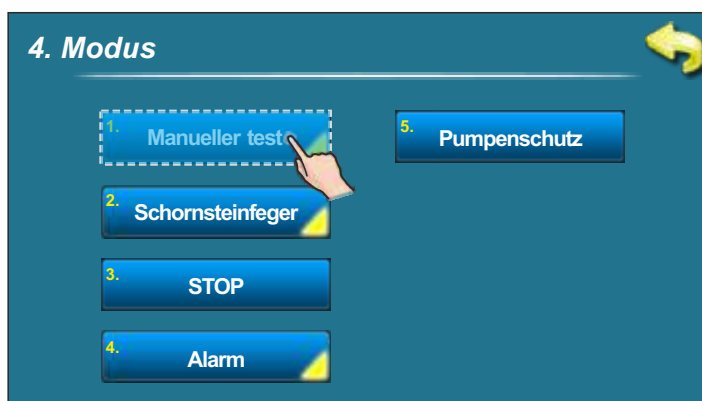 4. Modus
1. Manueller test
2. Schornsteinfeger
3. STOP
4. Alarm
5. Pumpenschutz